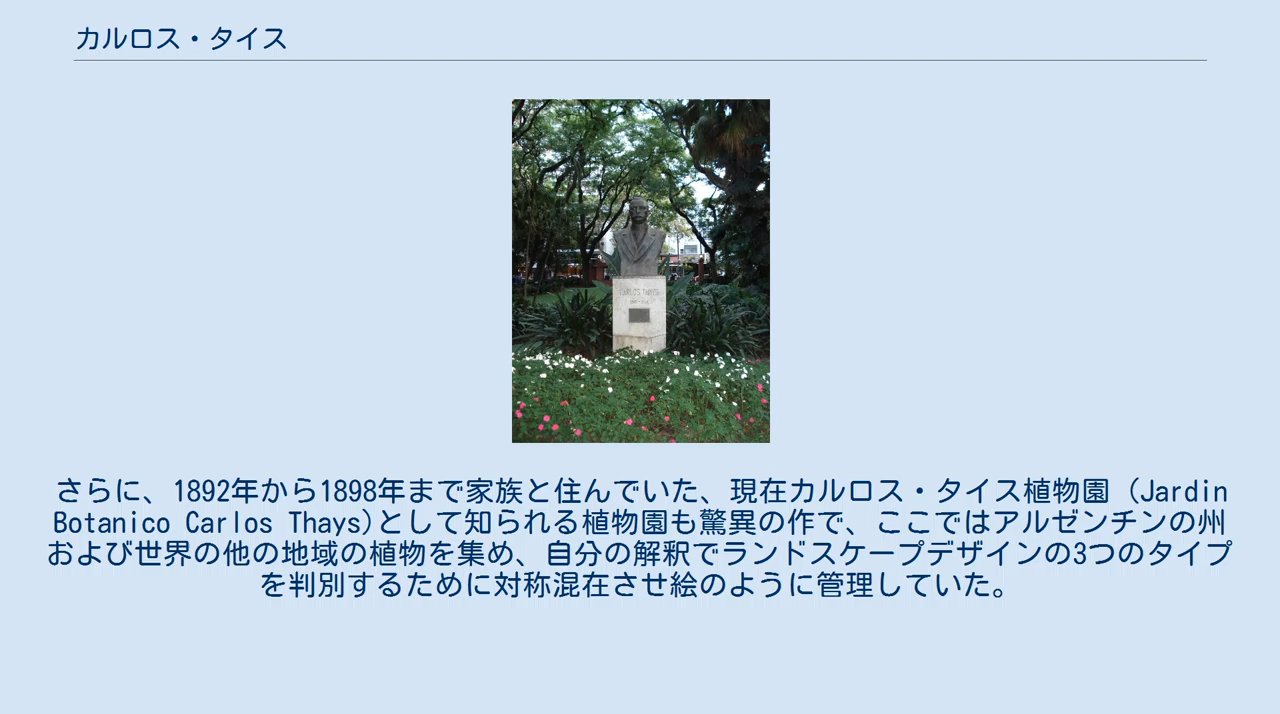 カルロス・タイス
CARLOS THAYS
さらに、1892年から1898年まで家族と住んでいた、現在カルロス・タイス植物園 (Jardin
Botanico Carlos Thays)として知られる植物園も驚異の作で、ここではアルゼンチンの州
および世界の他の地域の植物を集め、自分の解釈でランドスケープデザインの3つのタイプ
を判別するために対称混在させ絵のように管理していた。